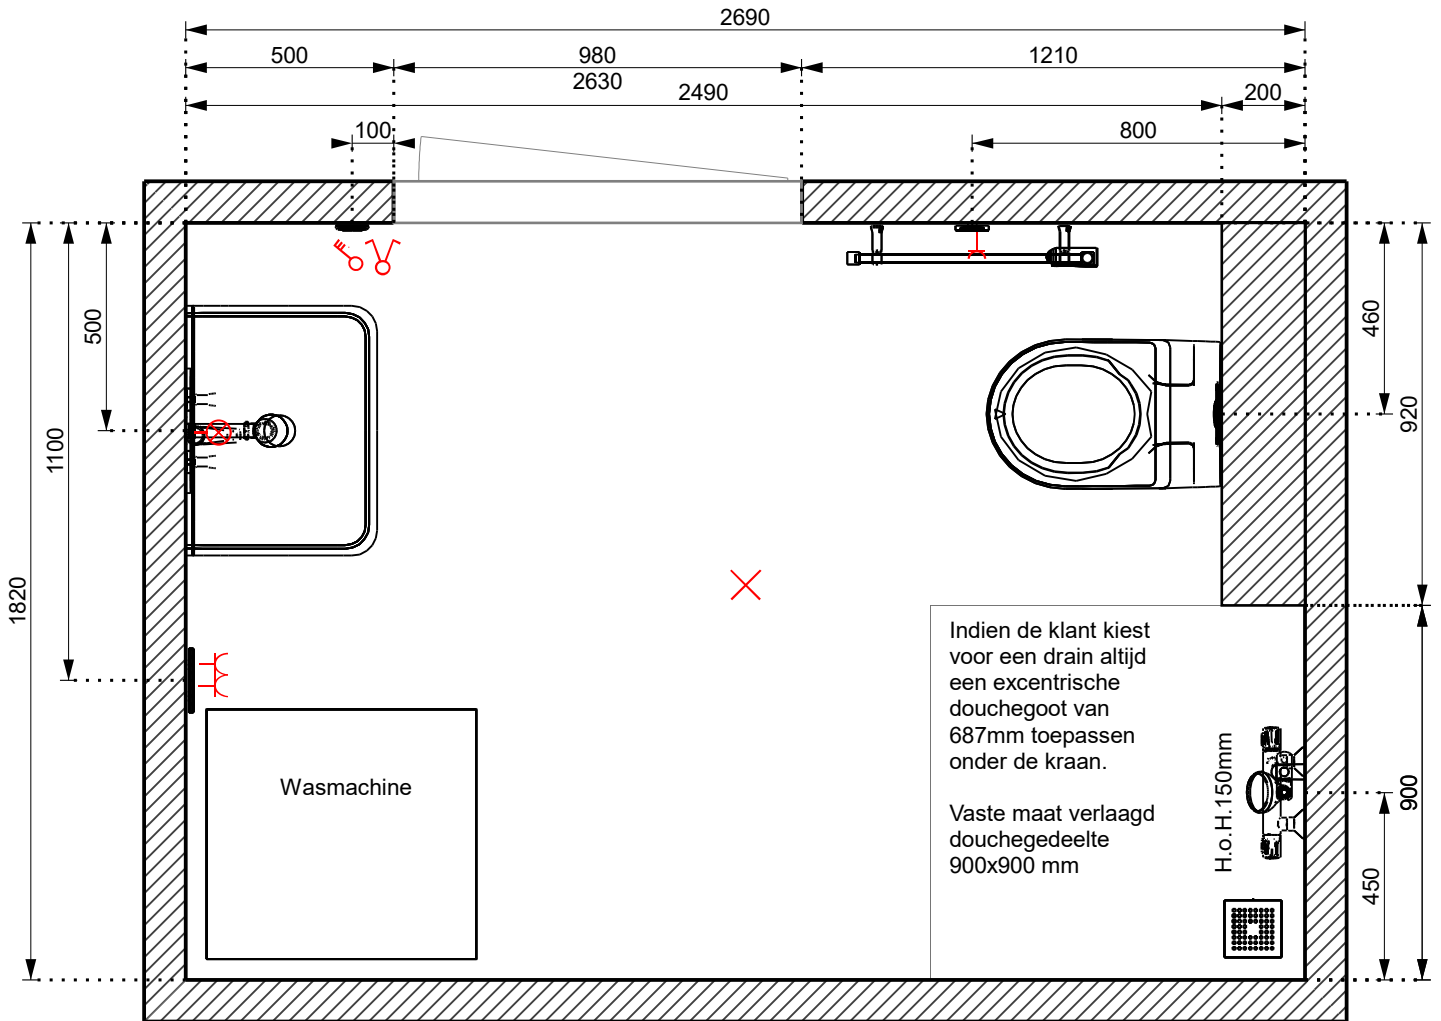 2690
500
980
1210
2630
2490
200
100
800
500
1100
1820
460
920
Indien de klant kiest
voor een drain altijd
een excentrische
douchegoot van
687mm toepassen
onder de kraan.
Vaste maat verlaagd
douchegedeelte
900x900 mm
Wasmachine
H.o.H.150mm
900
450